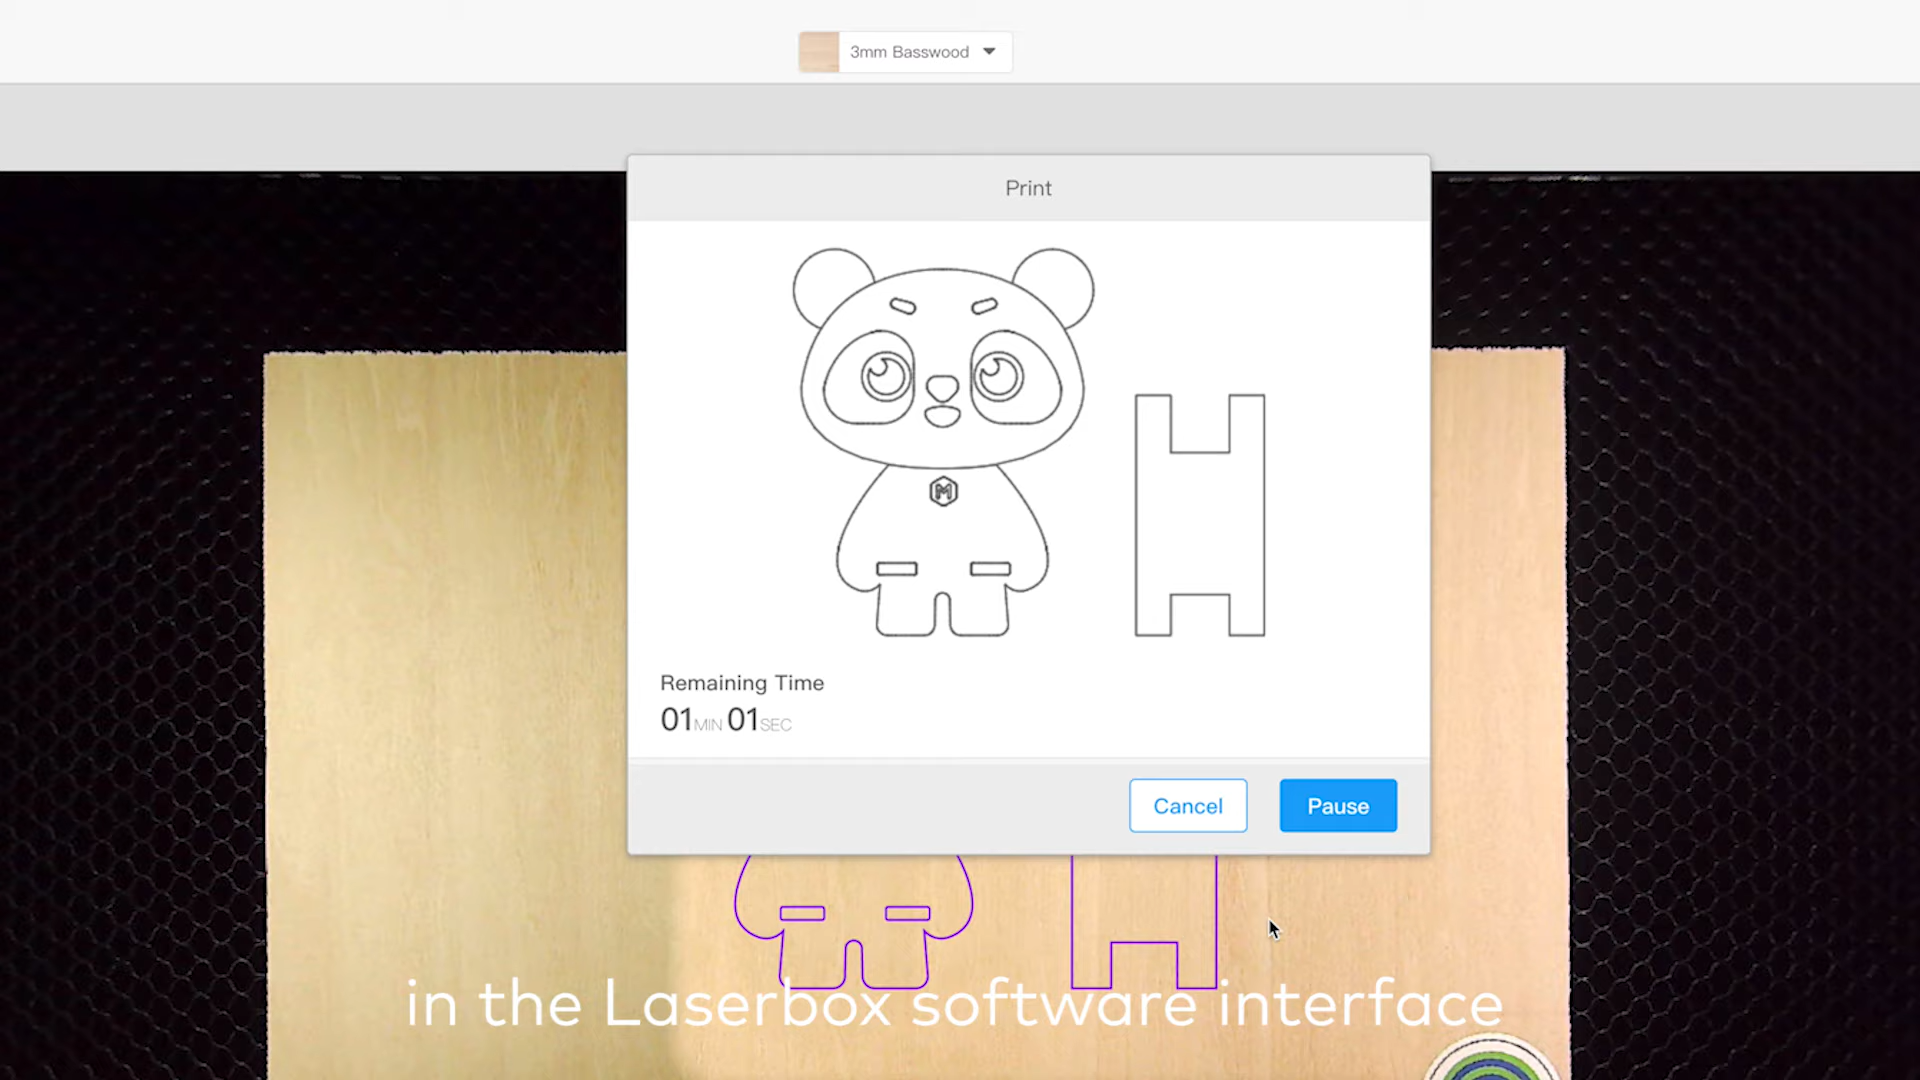 3mm Basswood
Print
M
Remaining Time
01MIN 01SEC
Cancel
Pause
in the Laserbox software interface